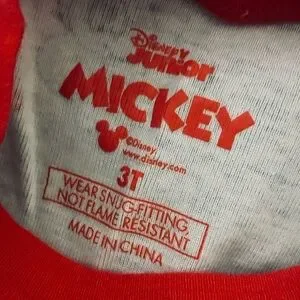 Disney
Junior
MICKEY
©Disney
www.disney.com
3T
WEAR SNUG-FITTING
NOT FLAME RESISTANT
MADE IN CHINA